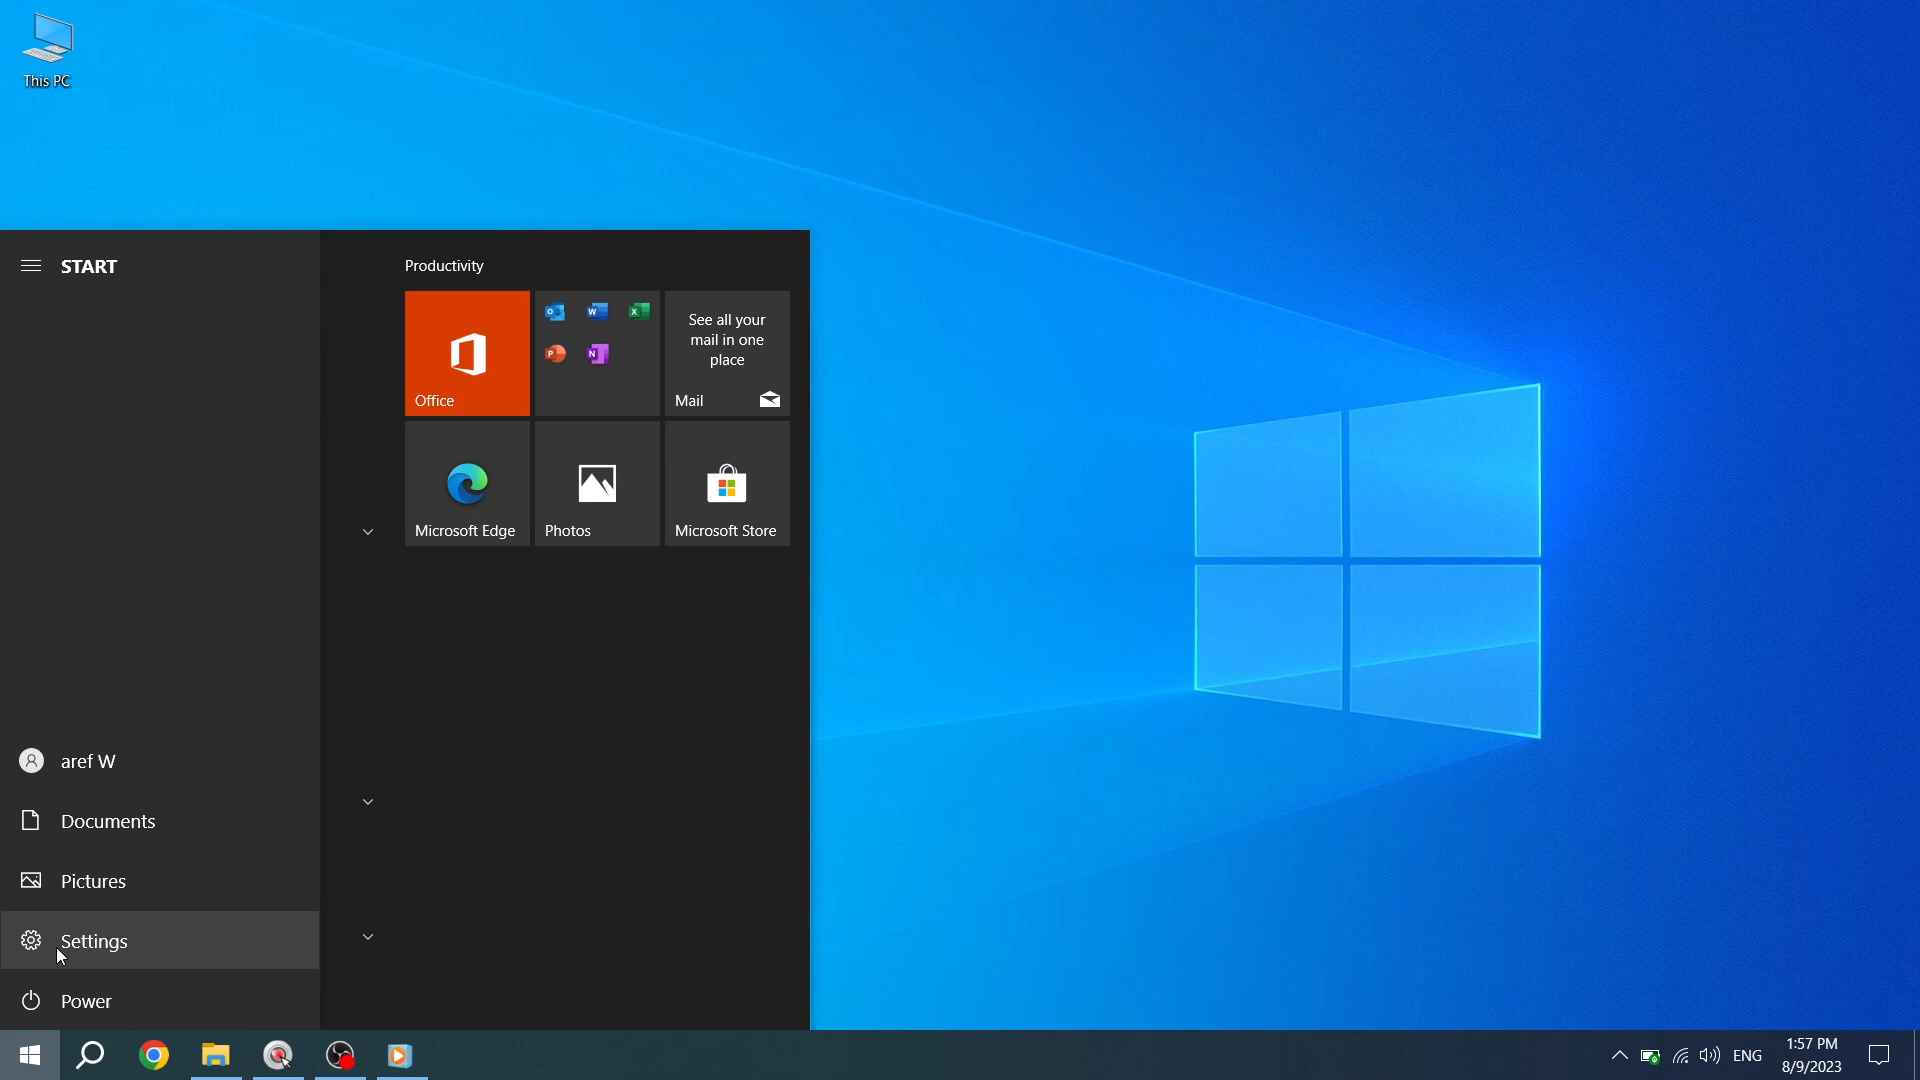 This PC
START
Productivity
Office
See all your
mail in one
place
Mail
Microsoft Edge
Photos
Microsoft Store
aref W
Documents
Pictures
Settings
Power
ENG
1:57 PM
8/9/2023